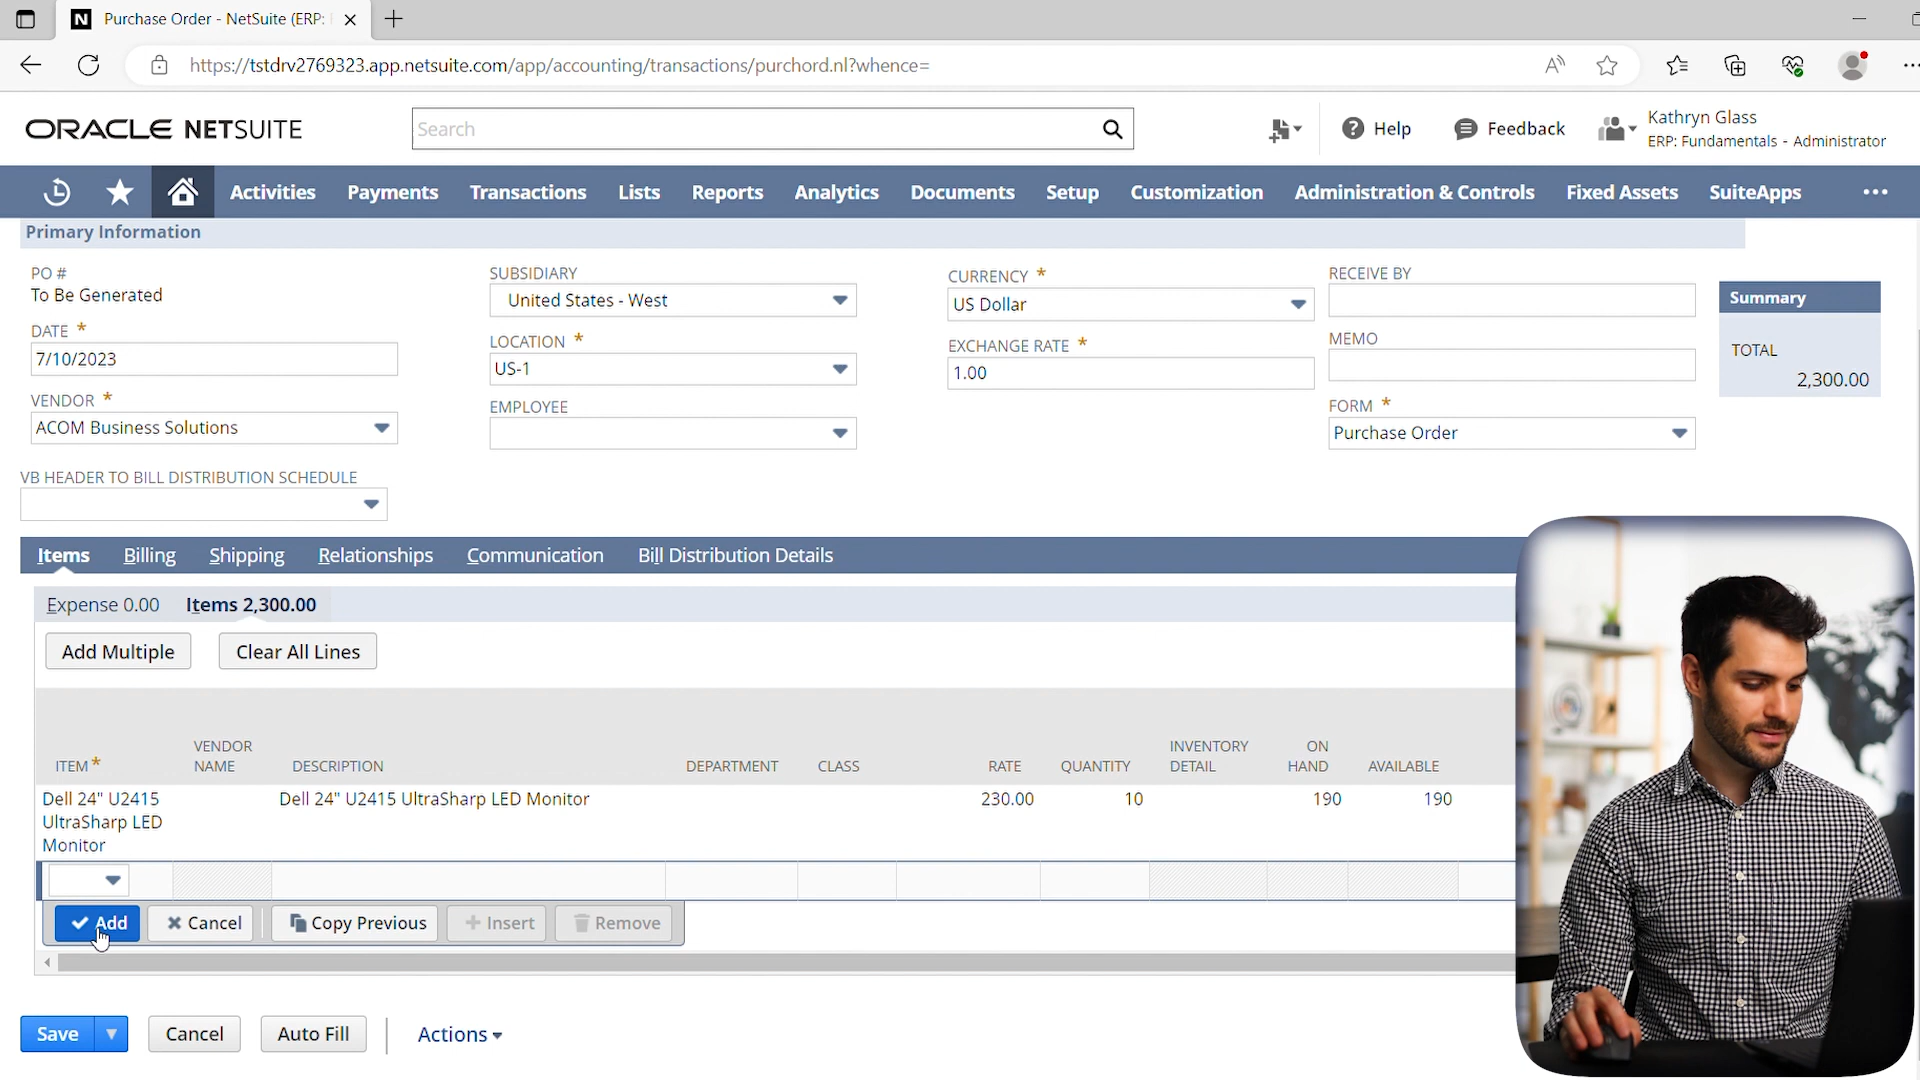 Purchase Order - NetSuite (ERP:
https://tstdrv2769323.app.netsuite.com/app/accounting/transactions/purchord.nl?whence=
ORACLE NETSUITE
Search
Help
Feedback
Kathryn Glass
ERP: Fundamentals - Administrator
Activities
Payments
Transactions
Lists
Reports
Analytics
Documents
Setup
Customization
Administration & Controls
Fixed Assets
SuiteApps
Primary Information
PO #
To Be Generated
DATE *
7/10/2023
VENDOR *
ACOM Business Solutions
VB HEADER TO BILL DISTRIBUTION SCHEDULE
SUBSIDIARY
United States - West
LOCATION *
US-1
EMPLOYEE
CURRENCY *
US Dollar
EXCHANGE RATE *
1.00
RECEIVE BY
MEMO
FORM *
Purchase Order
Summary
TOTAL
2,300.00
Items
Billing
Shipping
Relationships
Communication
Bill Distribution Details
Expense 0.00
Items 2,300.00
Add Multiple
Clear All Lines
ITEM *
VENDOR
NAME
DESCRIPTION
DEPARTMENT
CLASS
RATE
QUANTITY
INVENTORY
DETAIL
ON
HAND
AVAILABLE
Dell 24" U2415
UltraSharp LED
Monitor
Dell 24" U2415 UltraSharp LED Monitor
230.00
10
190
190
Add
Cancel
Copy Previous
Insert
Remove
Save
Cancel
Auto Fill
Actions